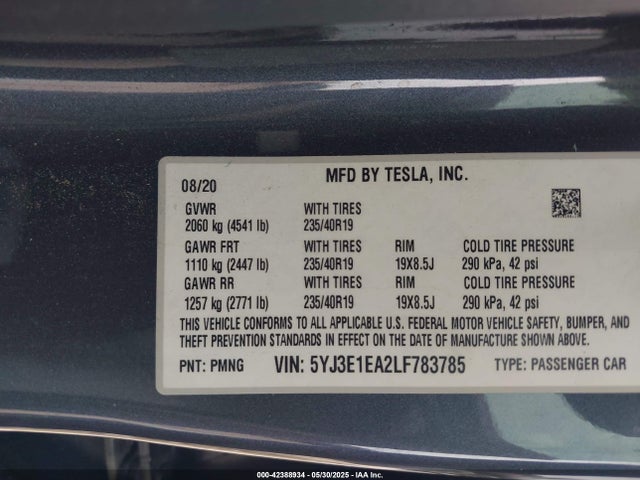 08/20 MFD BY TESLA, INC.
GVWR WITH TIRES
2060 kg (4541 lb) 235/40R19
GAWR FRT WITH TIRES RIM COLD TIRE PRESSURE
1110 kg (2447 lb) 235/40R19 19X8.5J 290 kPa, 42 psi
GAWR RR WITH TIRES RIM COLD TIRE PRESSURE
1257 kg (2771 lb) 235/40R19 19X8.5J 290 kPa, 42 psi
THIS VEHICLE CONFORMS TO ALL APPLICABLE U.S. FEDERAL MOTOR VEHICLE SAFETY, BUMPER, AND
THEFT PREVENTION STANDARDS IN EFFECT ON THE DATE OF MANUFACTURE SHOWN ABOVE.
PNT: PMNG VIN: 5YJ3E1EA2LF783785 TYPE: PASSENGER CAR
000-42388934 - 05/30/2025 - IAA Inc.